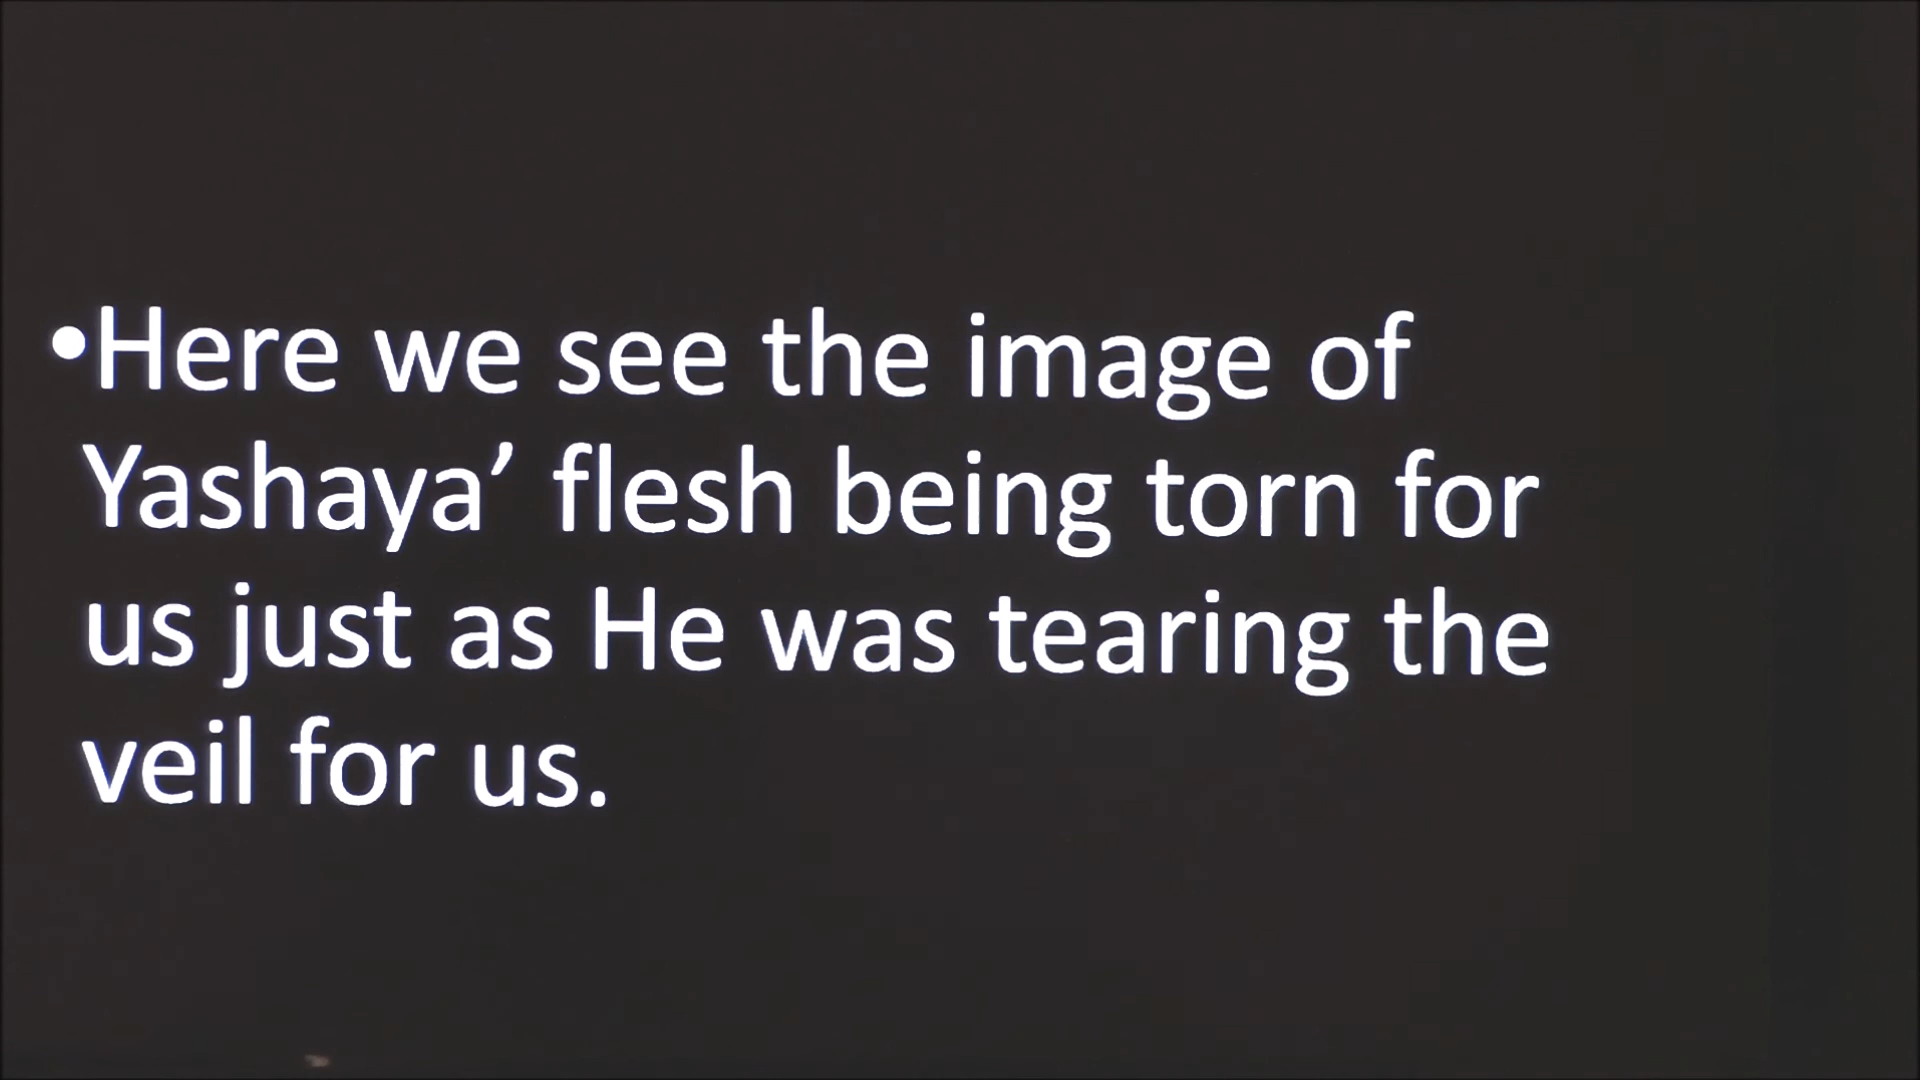 •Here we see the image of
Yashaya’ flesh being torn for
us just as He was tearing the
veil for us.